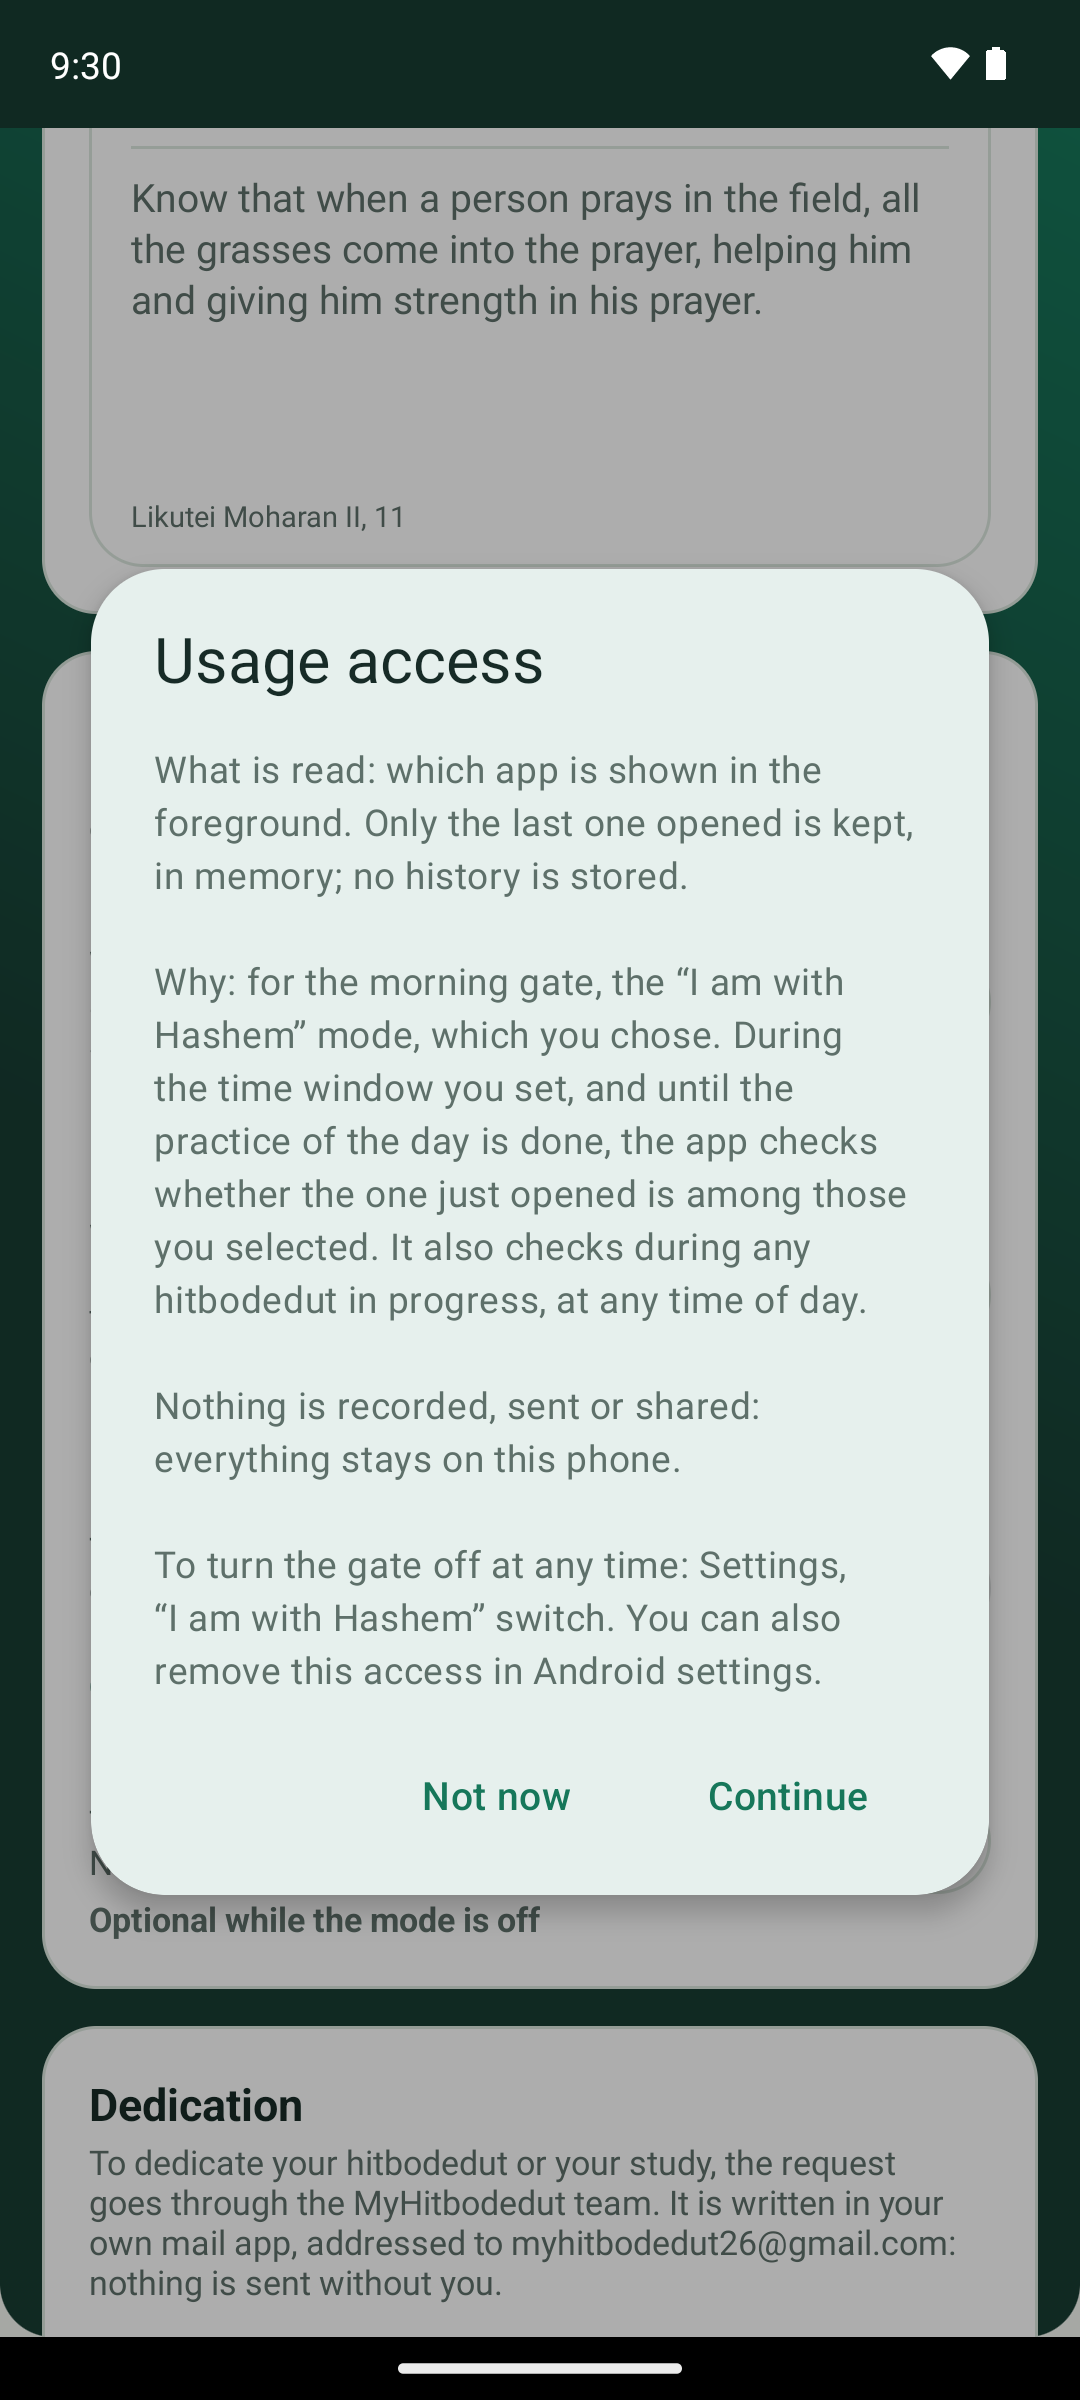 9:30
Know that when a person prays in the field, all
the grasses come into the prayer, helping him
and giving him strength in his prayer.
Likutei Moharan II, 11
Usage access
What is read: which app is shown in the
foreground. Only the last one opened is kept,
in memory; no history is stored.
Why: for the morning gate, the “I am with
Hashem” mode, which you chose. During
the time window you set, and until the
practice of the day is done, the app checks
whether the one just opened is among those
you selected. It also checks during any
hitbodedut in progress, at any time of day.
Nothing is recorded, sent or shared:
everything stays on this phone.
To turn the gate off at any time: Settings,
“I am with Hashem” switch. You can also
remove this access in Android settings.
Not now Continue
Optional while the mode is off
Dedication
To dedicate your hitbodedut or your study, the request
goes through the MyHitbodedut team. It is written in your
own mail app, addressed to myhitbodedut26@gmail.com:
nothing is sent without you.